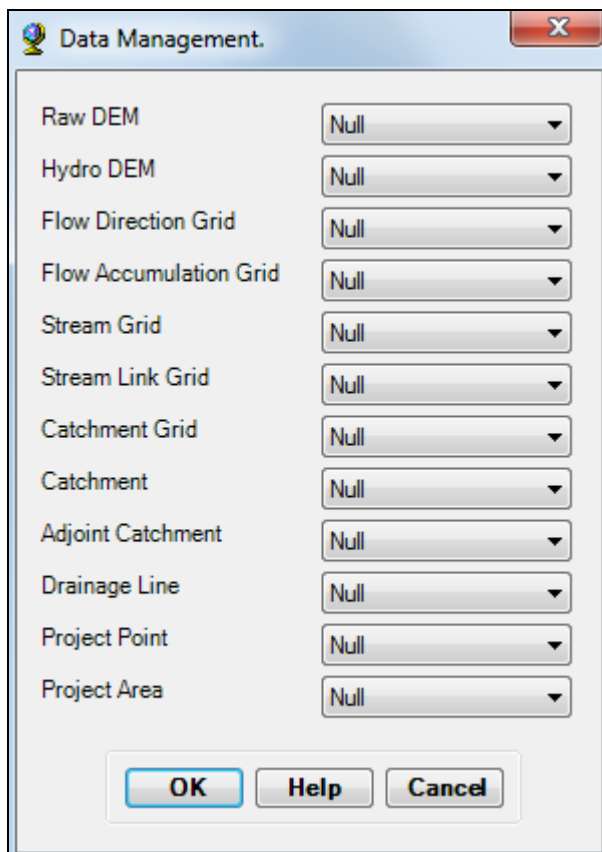 Data Management.
Raw DEM Null
Hydro DEM Null
Flow Direction Grid Null
Flow Accumulation Grid Null
Stream Grid Null
Stream Link Grid Null
Catchment Grid Null
Catchment Null
Adjoint Catchment Null
Drainage Line Null
Project Point Null
Project Area Null
OK Help Cancel